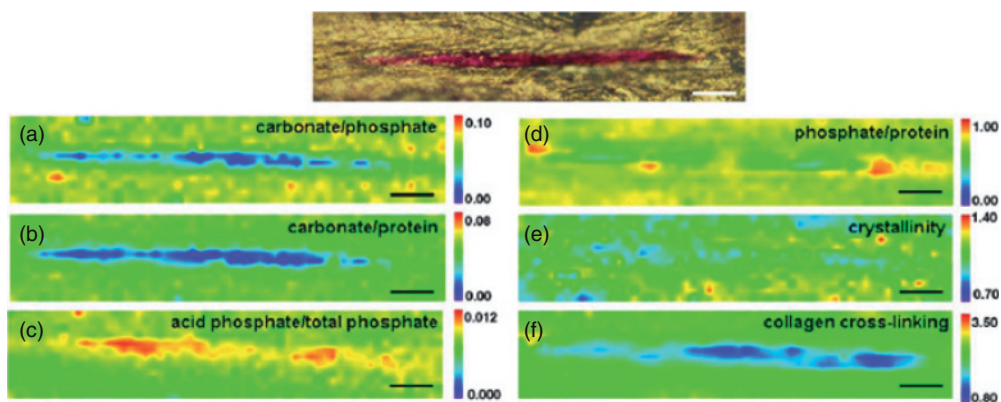 (a)
carbonate/phosphate
0.10
0.00
(b)
carbonate/protein
0.08
0.00
(c)
acid phosphate/total phosphate
0.012
0.000
(d)
phosphate/protein
1.00
0.00
(e)
crystallinity
1.40
0.70
(f)
collagen cross-linking
3.50
0.80